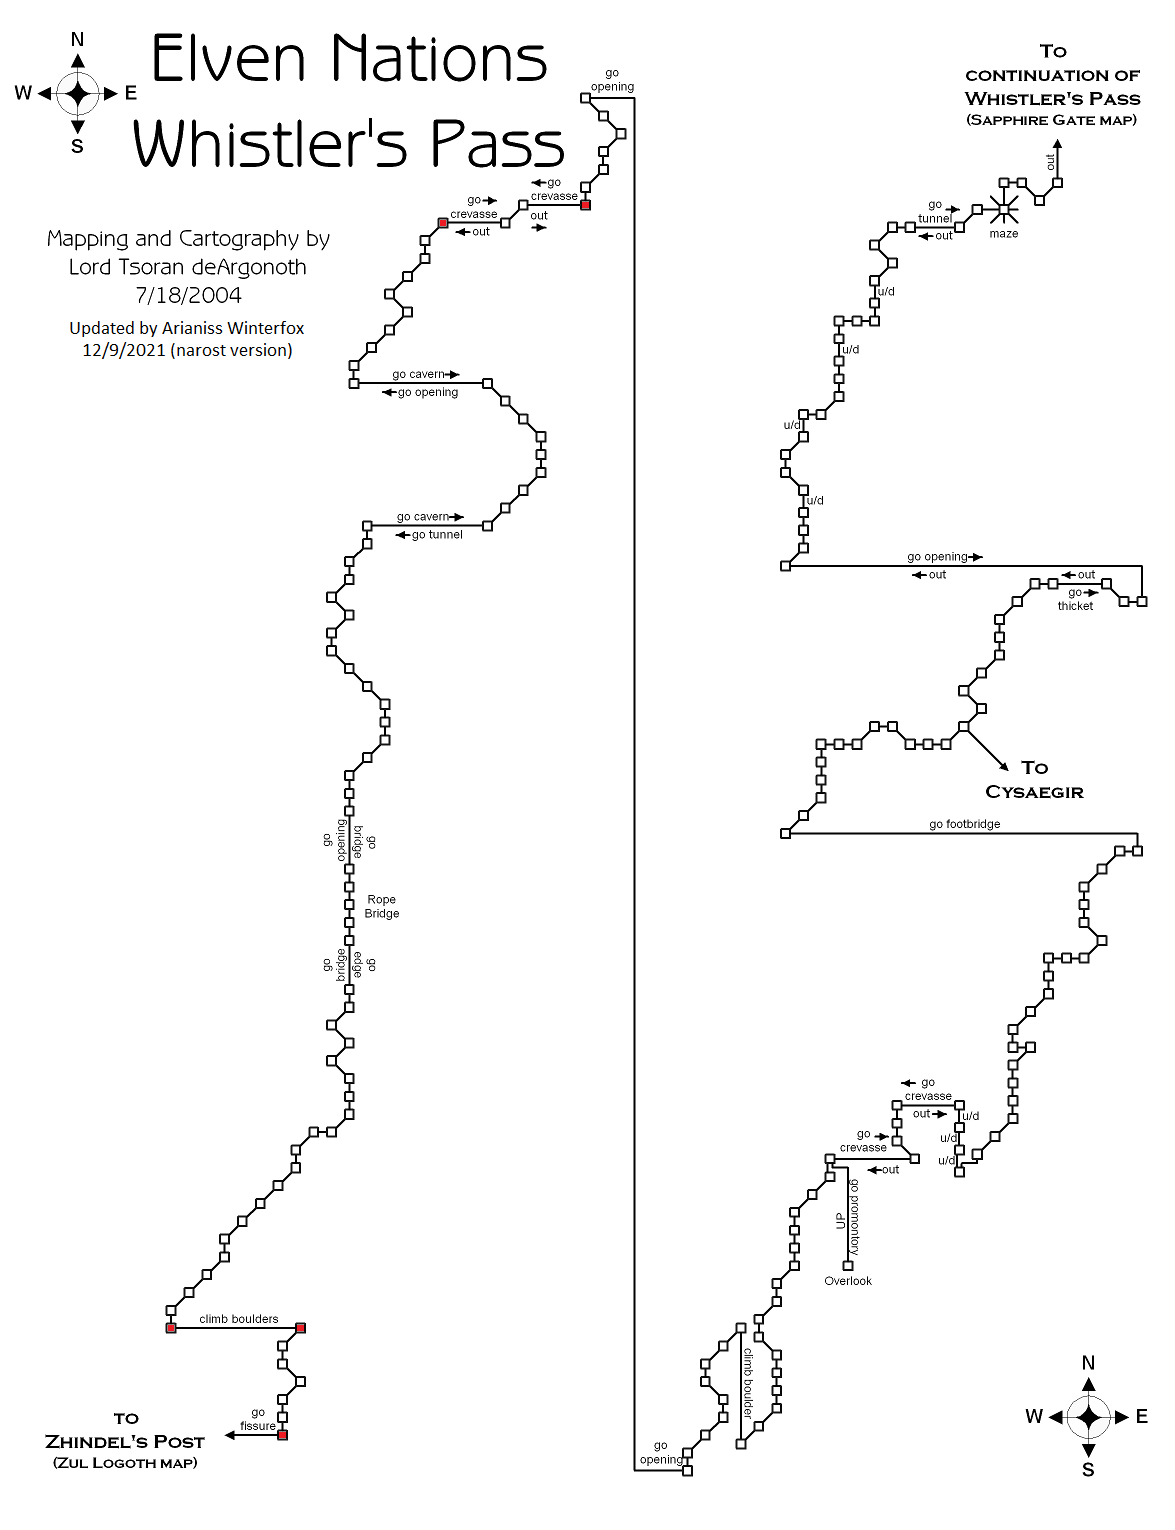 N
W E
S
Elven Nations
Whistler's Pass
Mapping and Cartography by
Lord Tsoran deArgonoth
7/18/2004
Updated by Arianiss Winterfox
12/9/2021 (narost version)
go
opening
go
crevasse
out
go
crevasse
out
go cavern
go opening
go cavern
go tunnel
go
opening
go
bridge
Rope
Bridge
go
bridge
go
edge
climb boulders
go
fissure
To
Zhindel's Post
(Zul Logoth map)
To
continuation of
Whistler's Pass
(Sapphire Gate map)
out
go
tunnel
out
maze
u/d
u/d
u/d
u/d
go opening
out
out
go
thicket
To
Cysaegir
go footbridge
go
crevasse
out
u/d
u/d
u/d
go
crevasse
out
UP
go promontory
Overlook
climb boulder
go
opening
N
W E
S